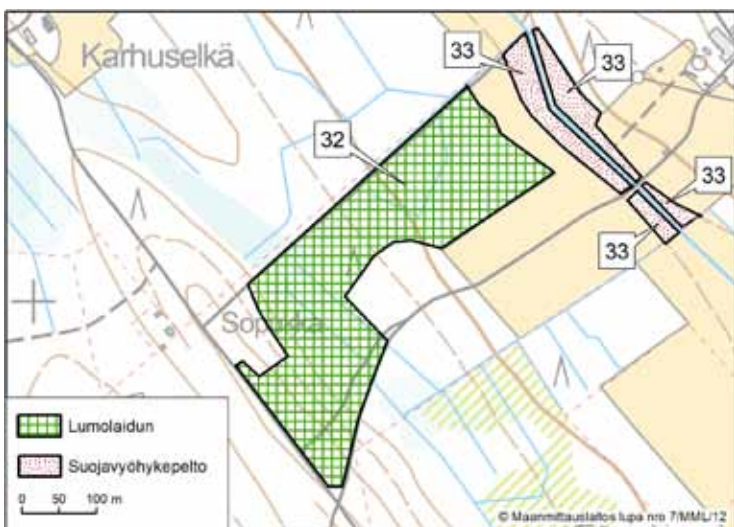 Karhuselkä
33
33
32
33
33
Lumolaidun
Suojavyöhykepelto
0 50 100 m
© Maanmittauslaitos lupa nro 7/MML/12